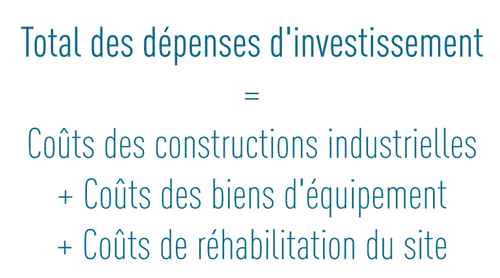 Total des dépenses d'investissement
=
Coûts des constructions industrielles
+ Coûts des biens d'équipement
+ Coûts de réhabilitation du site